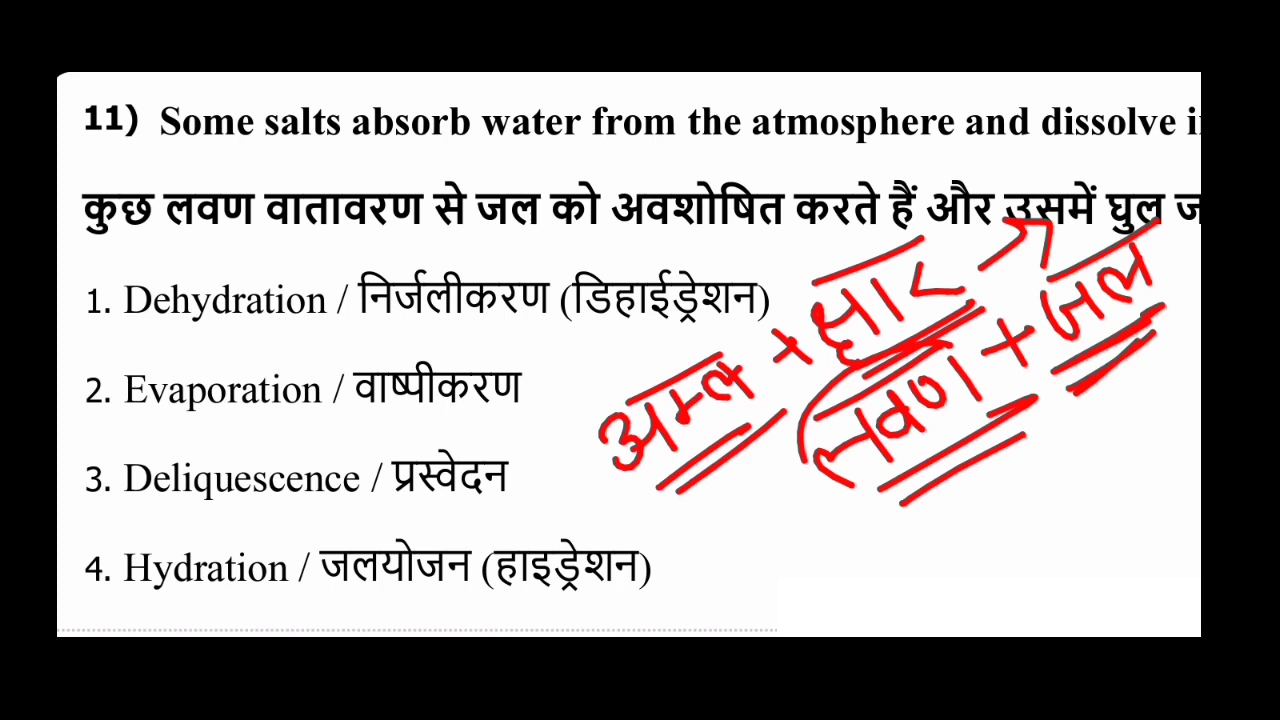 11) Some salts absorb water from the atmosphere and dissolve
कुछ लवण वातावरण से जल को अवशोषित करते हैं और उसमें घुल
1. Dehydration / निर्जलीकरण (डिहाईड्रेशन)
2. Evaporation / वाष्पीकरण
3. Deliquescence / प्रस्वेदन
4. Hydration / जलयोजन (हाइड्रेशन)
अम्ल + क्षार →
लवण + जल